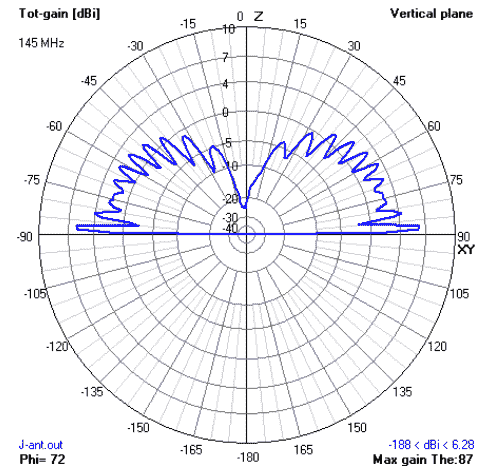 Tot-gain [dBi]
Vertical plane
145 MHz
0 Z
-15 15
-30 30
-45 45
-60 60
-75 75
-90 90
XY
-105 105
-120 120
-135 135
-150 150
-165 165
-180
10
7
4
0
-5
-10
-20
-30
-40
J-ant.out
-188 < dBi < 6.28
Phi= 72
Max gain The:87